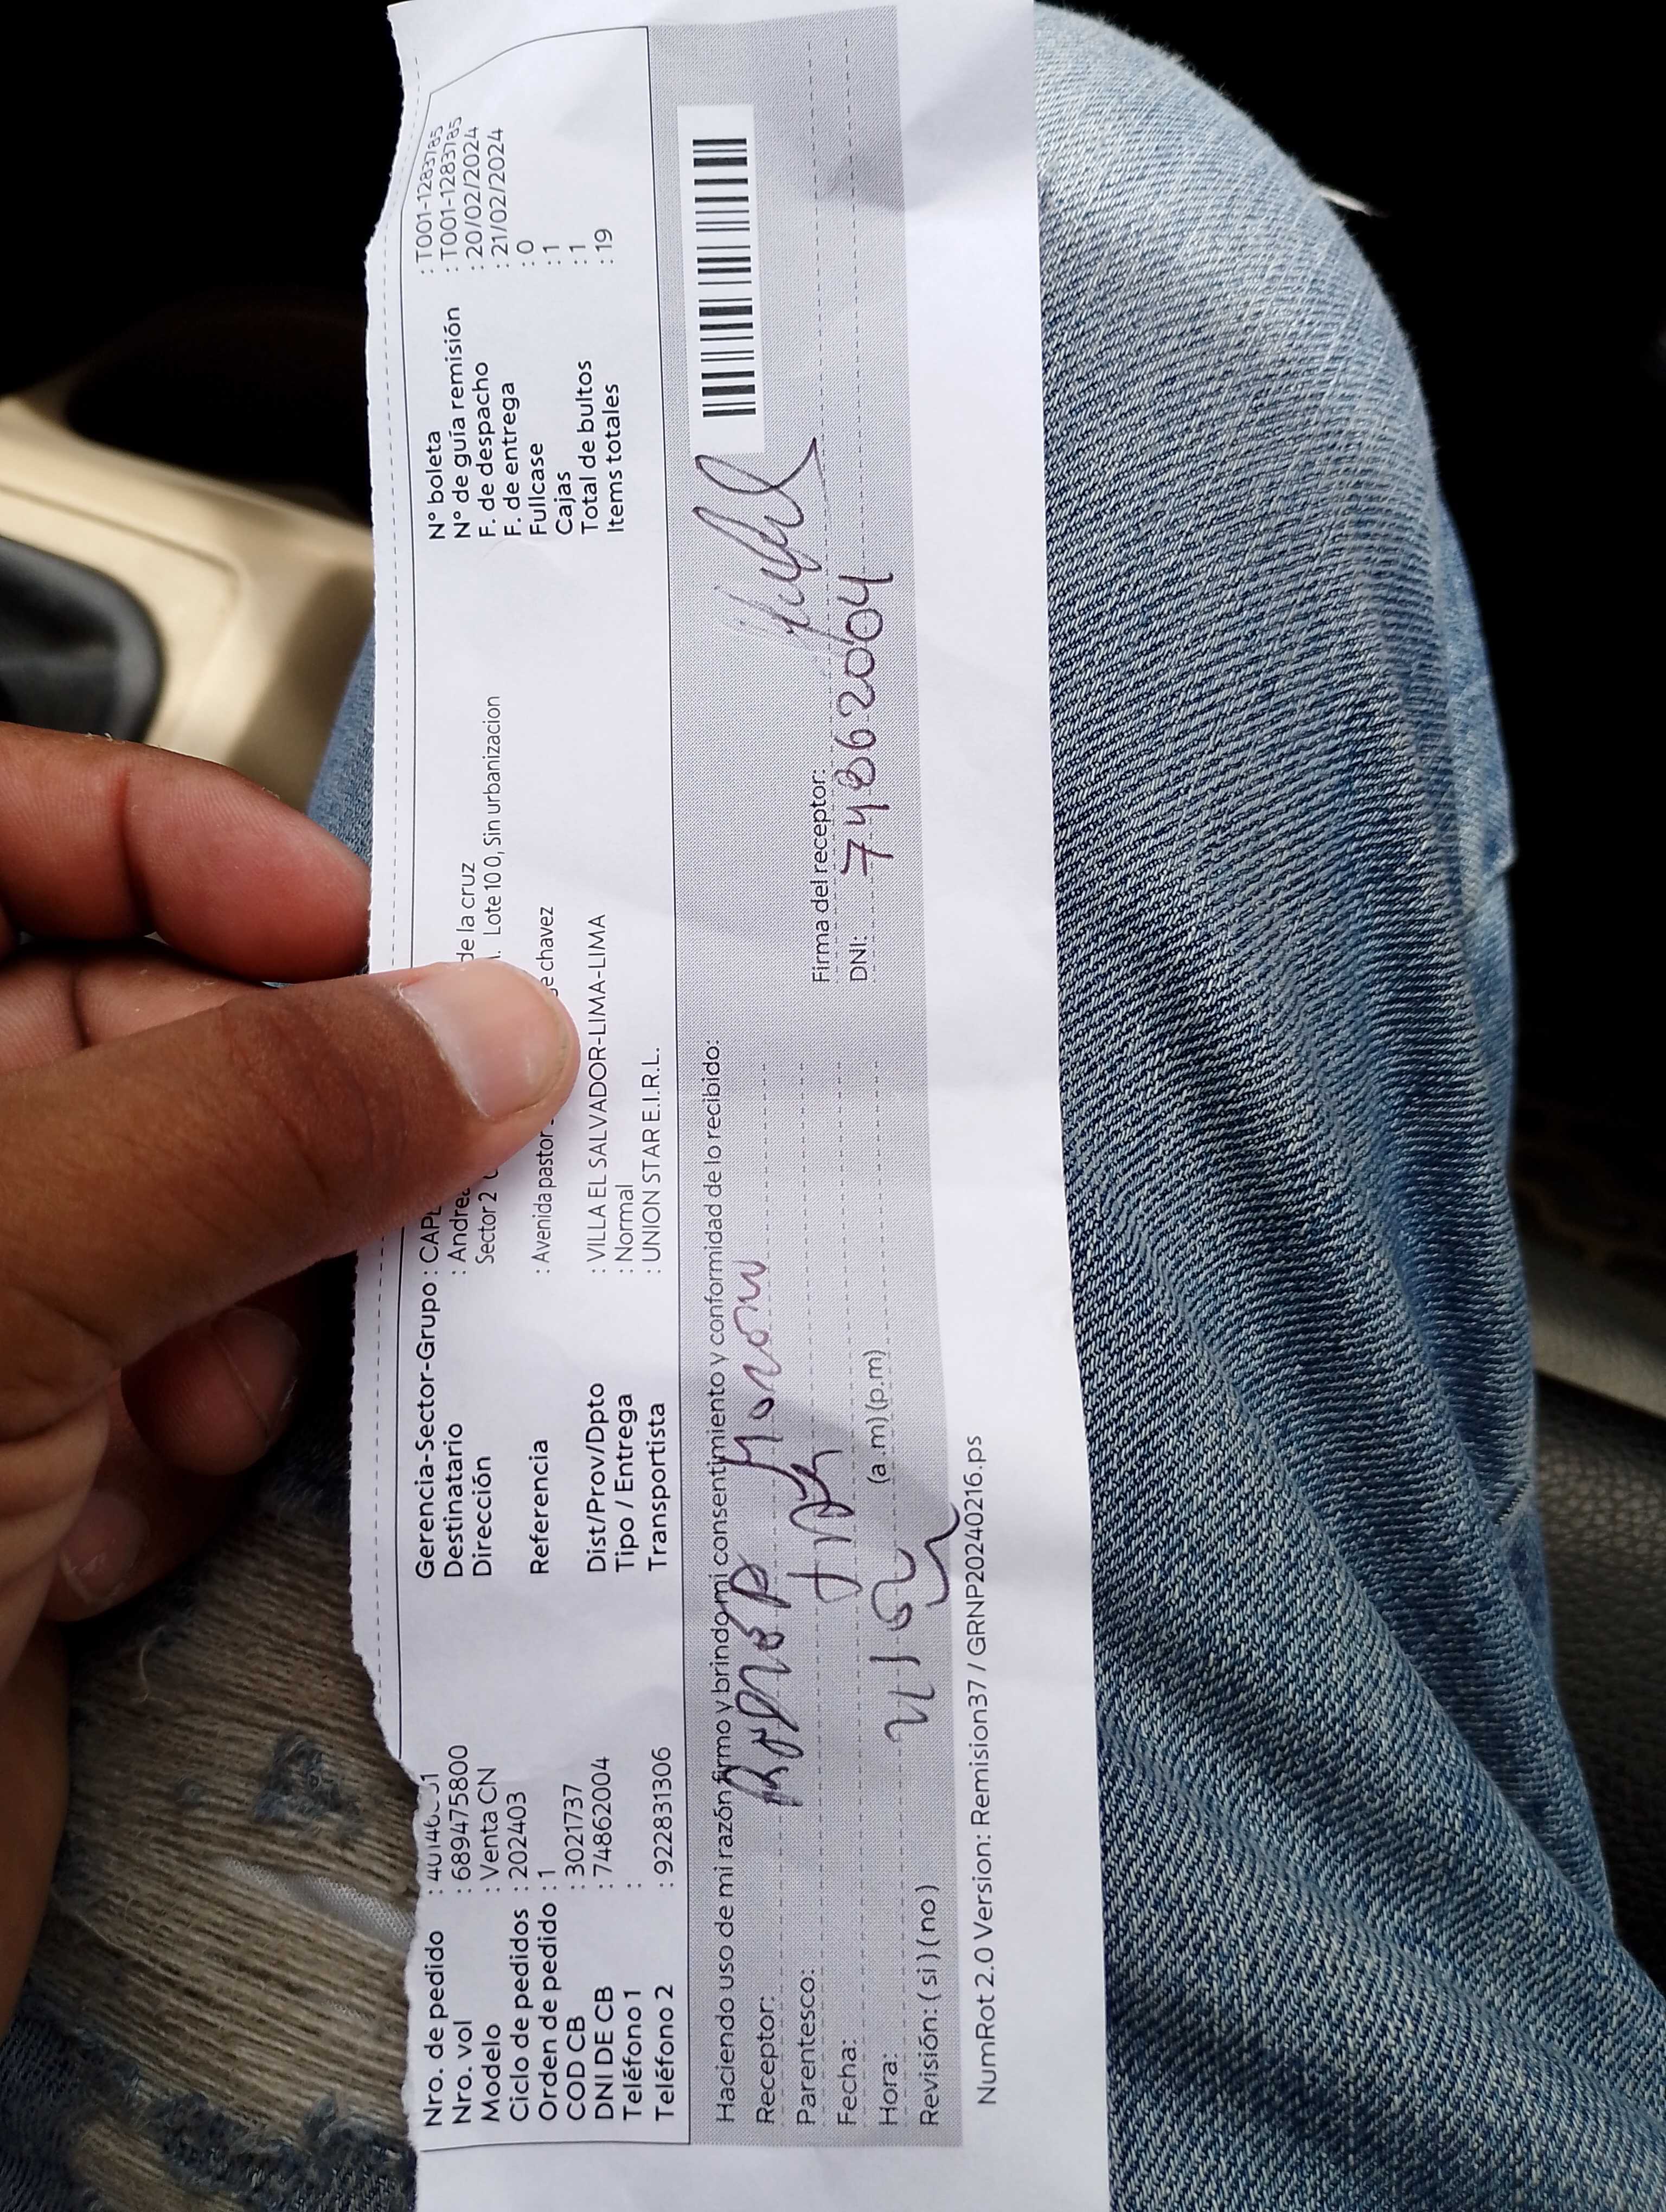 Nro. de pedido
Nro. vol : 689475800
Modelo : Venta CN
Ciclo de pedidos : 202403
Orden de pedido : 1
COD CB : 3021737
DNI DE CB : 74862004
Teléfono 1 :
Teléfono 2 : 922831306
Gerencia-Sector-Grupo :
Destinatario : de la cruz
Dirección Sector 2 Lote 10 0, Sin urbanizacion
Referencia : Avenida pastor chavez
Dist/Prov/Dpto : VILLA EL SALVADOR-LIMA-LIMA
Tipo / Entrega : Normal
Transportista : UNION STAR E.I.R.L.
N° boleta : T001-1283785
N° de guía remisión : T001-1283785
F. de despacho : 20/02/2024
F. de entrega : 21/02/2024
Fullcase : 0
Cajas : 1
Total de bultos : 1
Items totales : 19
Haciendo uso de mi razón firmo y brindo mi consentimiento y conformidad de lo recibido:
Receptor:
Parentesco:
Fecha: Firma del receptor:
Hora: (a .m) (p.m) DNI: 74862004
Revisión: ( si ) ( no )
NumRot 2.0 Version: Remision37 / GRNP20240216.ps